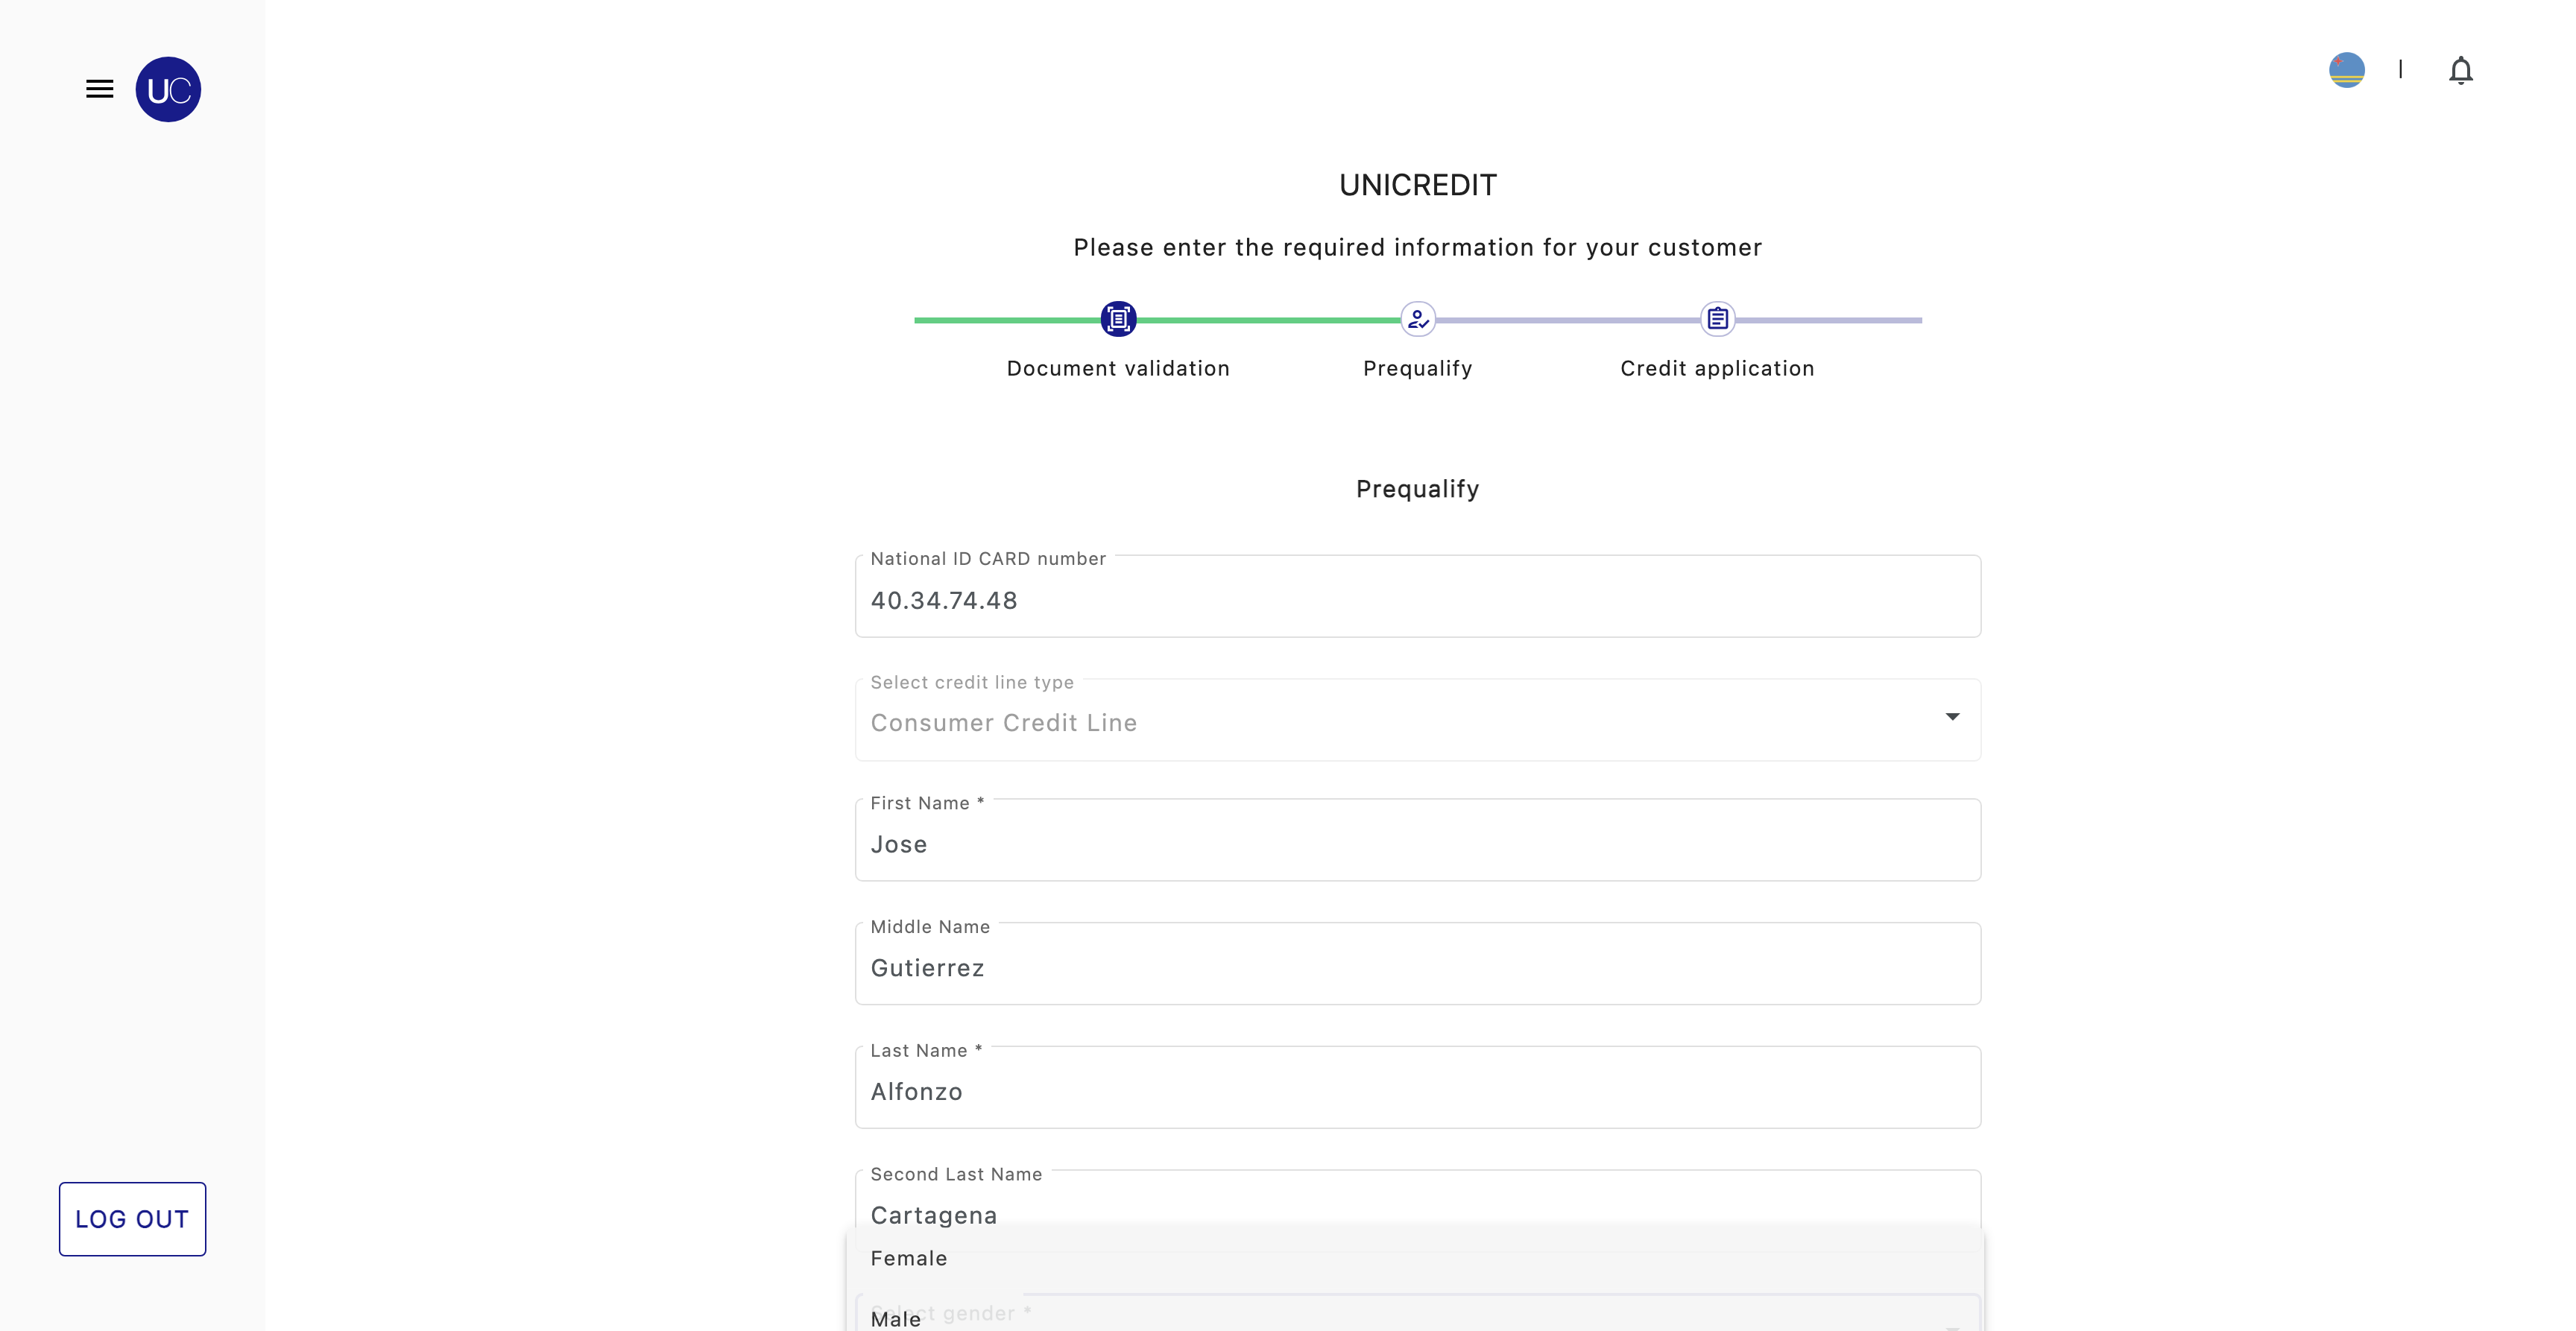 UC
UNICREDIT
Please enter the required information for your customer
Document validation
Prequalify
Credit application
Prequalify
National ID CARD number
40.34.74.48
Select credit line type
Consumer Credit Line
First Name *
Jose
Middle Name
Gutierrez
Last Name *
Alfonzo
Second Last Name
Cartagena
Female
Select gender *
Male
LOG OUT